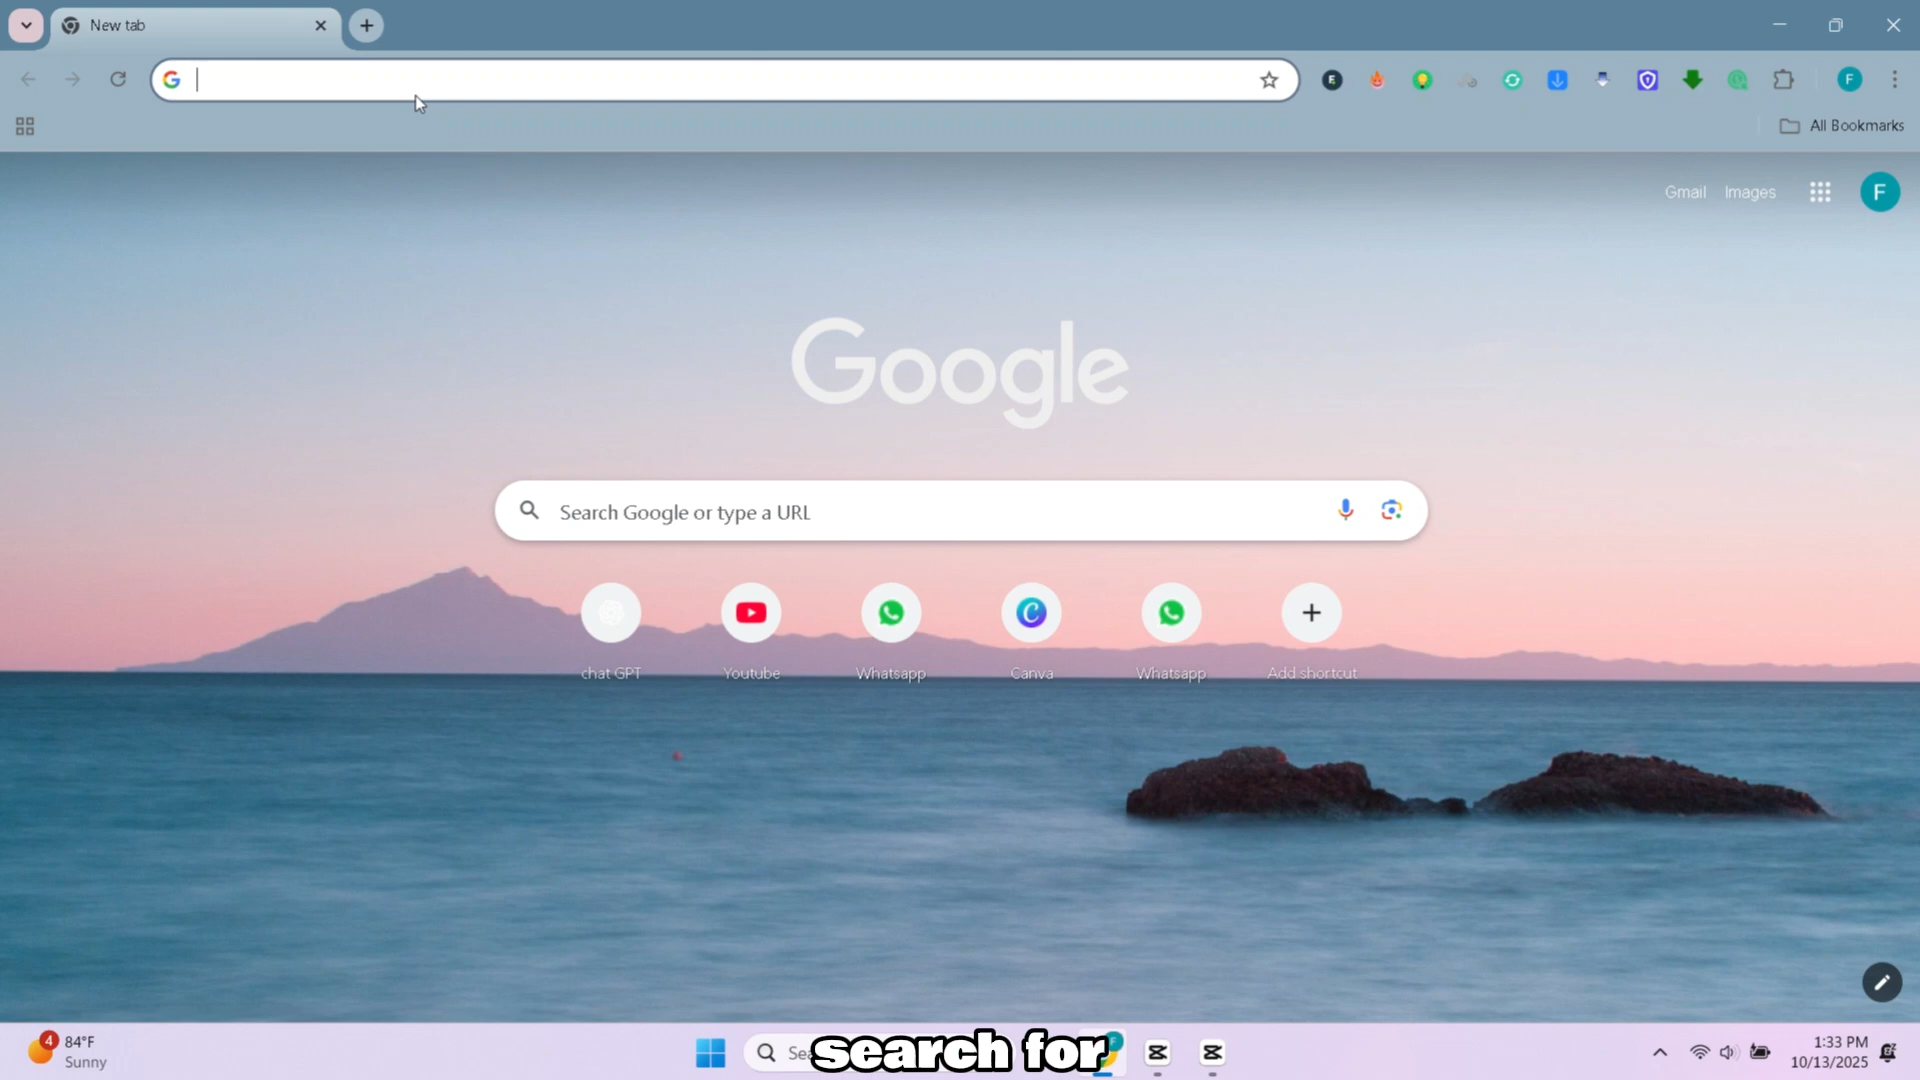 New tab
All Bookmarks
Gmail Images
F
Google
Search Google or type a URL
chat GPT
Youtube
Whatsapp
Canva
Whatsapp
Add shortcut
4
84°F
Sunny
search for
1:33 PM
10/13/2025